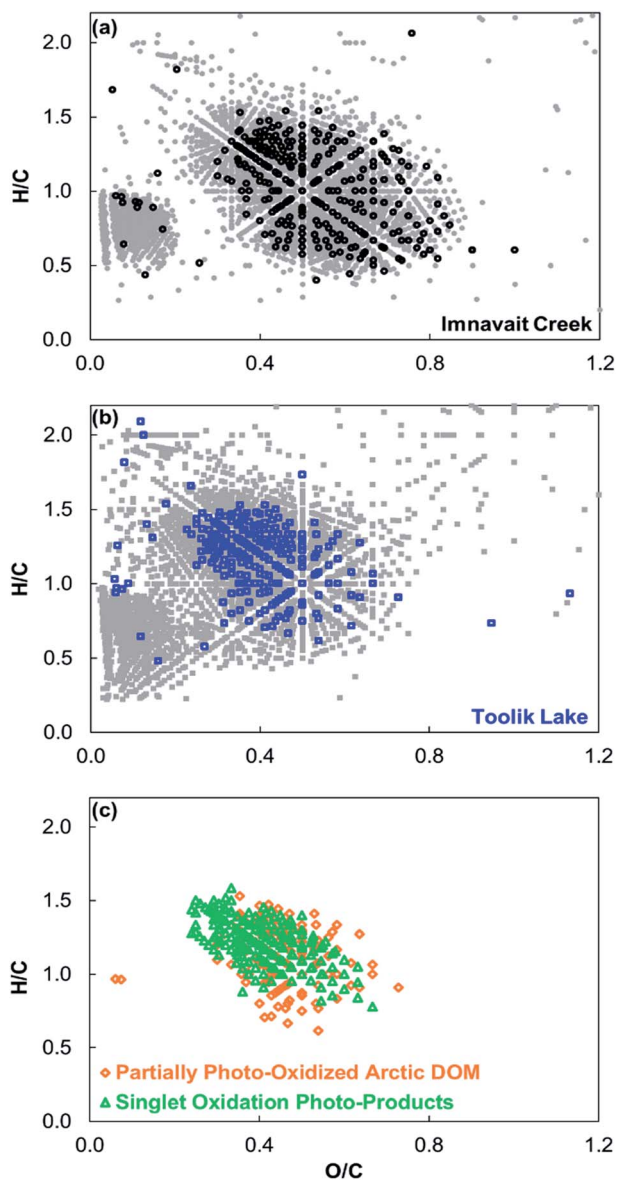 (a)
H/C
2.0
1.5
1.0
0.5
0.0
Imnavait Creek
0.0 0.4 0.8 1.2
(b)
H/C
2.0
1.5
1.0
0.5
0.0
Toolik Lake
0.0 0.4 0.8 1.2
(c)
H/C
2.0
1.5
1.0
0.5
0.0
Partially Photo-Oxidized Arctic DOM
Singlet Oxidation Photo-Products
0.0 0.4 0.8 1.2
O/C